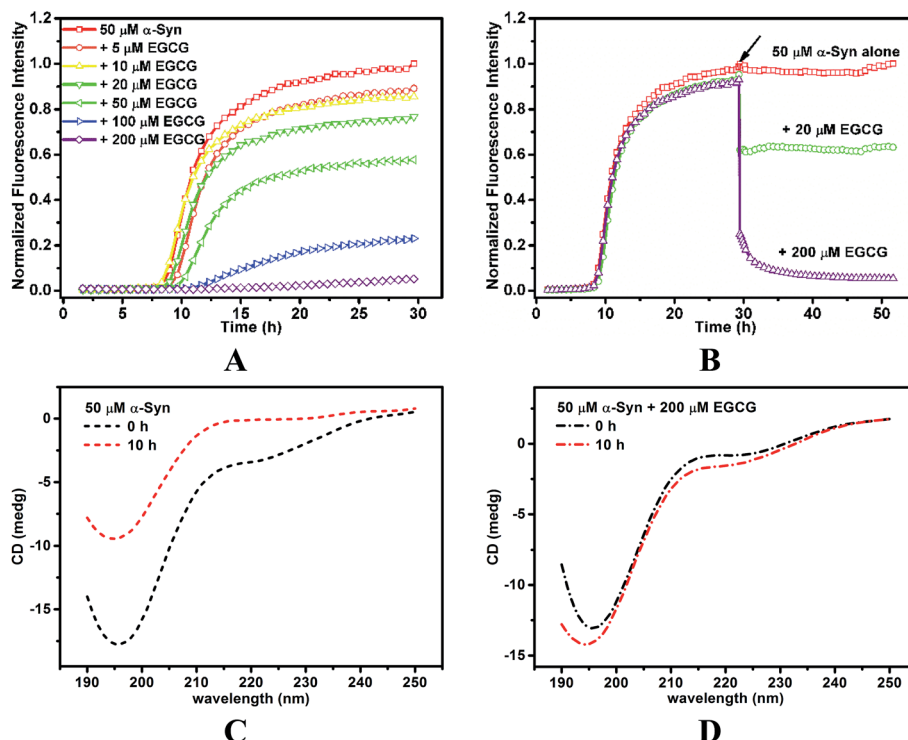 Normalized Fluorescence Intensity
1.2
1.0
0.8
0.6
0.4
0.2
0.0
50 μM α-Syn
+ 5 μM EGCG
+ 10 μM EGCG
+ 20 μM EGCG
+ 50 μM EGCG
+ 100 μM EGCG
+ 200 μM EGCG
0 5 10 15 20 25 30
Time (h)
A
Normalized Fluorescence Intensity
1.2
1.0
0.8
0.6
0.4
0.2
0.0
50 μM α-Syn alone
+ 20 μM EGCG
+ 200 μM EGCG
0 10 20 30 40 50
Time (h)
B
CD (medg)
0
-5
-10
-15
50 μM α-Syn
0 h
10 h
190 200 210 220 230 240 250
wavelength (nm)
C
CD (medg)
0
-5
-10
-15
50 μM α-Syn + 200 μM EGCG
0 h
10 h
190 200 210 220 230 240 250
wavelength (nm)
D